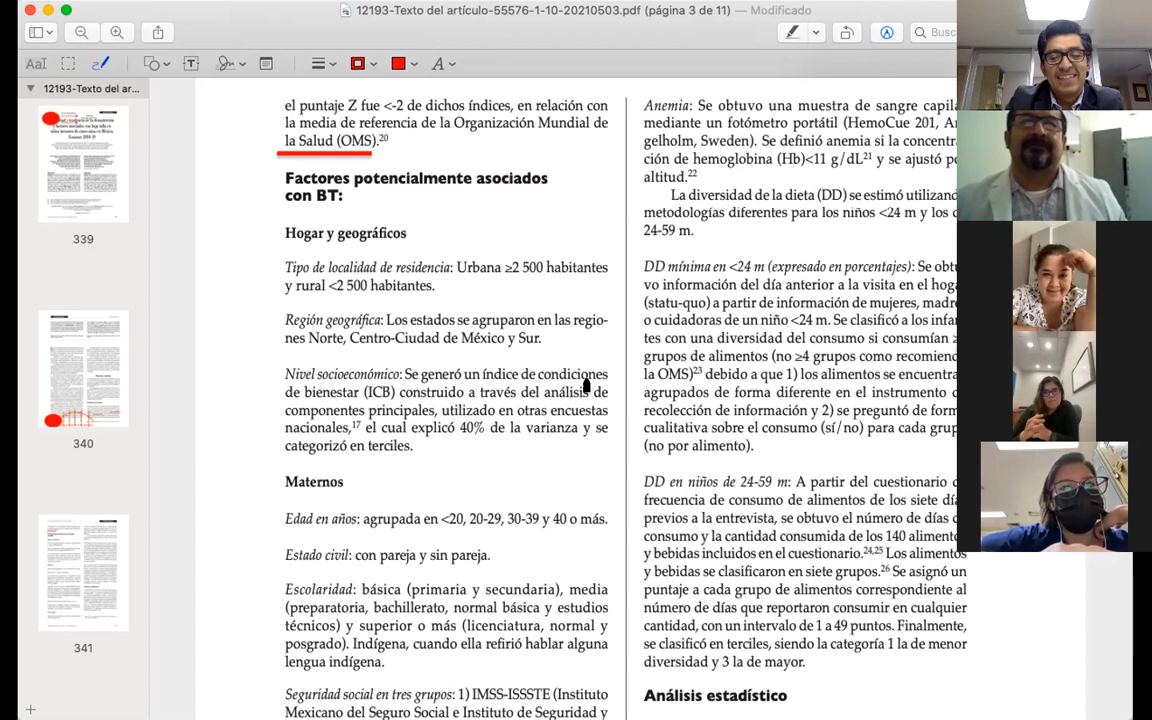 12193-Texto del artículo-55576-1-10-20210503.pdf (página 3 de 11) — Modificado
Busc
AaI
T
A
12193-Texto del ar...
339
340
341
el puntaje Z fue <-2 de dichos índices, en relación con
la media de referencia de la Organización Mundial de
la Salud (OMS).20
Factores potencialmente asociados
con BT:
Hogar y geográficos
Tipo de localidad de residencia: Urbana ≥2 500 habitantes
y rural <2 500 habitantes.
Región geográfica: Los estados se agruparon en las regio-
nes Norte, Centro-Ciudad de México y Sur.
Nivel socioeconómico: Se generó un índice de condiciones
de bienestar (ICB) construido a través del análisis de
componentes principales, utilizado en otras encuestas
nacionales,17 el cual explicó 40% de la varianza y se
categorizó en terciles.
Maternos
Edad en años: agrupada en <20, 20-29, 30-39 y 40 o más.
Estado civil: con pareja y sin pareja.
Escolaridad: básica (primaria y secundaria), media
(preparatoria, bachillerato, normal básica y estudios
técnicos) y superior o más (licenciatura, normal y
posgrado). Indígena, cuando ella refirió hablar alguna
lengua indígena.
Seguridad social en tres grupos: 1) IMSS-ISSSTE (Instituto
Mexicano del Seguro Social e Instituto de Seguridad y
Anemia: Se obtuvo una muestra de sangre capila
mediante un fotómetro portátil (HemoCue 201, Á
gelholm, Sweden). Se definió anemia si la concentra
ción de hemoglobina (Hb)<11 g/dL21 y se ajustó po
altitud.22
La diversidad de la dieta (DD) se estimó utilizand
metodologías diferentes para los niños <24 m y los d
24-59 m.
DD mínima en <24 m (expresado en porcentajes): Se obtu
vo información del día anterior a la visita en el hoga
(statu-quo) a partir de información de mujeres, madre
o cuidadoras de un niño <24 m. Se clasificó a los infan
tes con una diversidad del consumo si consumían ≥
grupos de alimentos (no ≥4 grupos como recomiend
la OMS)23 debido a que 1) los alimentos se encuentra
agrupados de forma diferente en el instrumento d
recolección de información y 2) se preguntó de form
cualitativa sobre el consumo (sí/no) para cada grup
(no por alimento).
DD en niños de 24-59 m: A partir del cuestionario d
frecuencia de consumo de alimentos de los siete día
previos a la entrevista, se obtuvo el número de días d
consumo y la cantidad consumida de los 140 alimento
y bebidas incluidos en el cuestionario.24,25 Los alimentos
y bebidas se clasificaron en siete grupos.26 Se asignó un
puntaje a cada grupo de alimentos correspondiente al
número de días que reportaron consumir en cualquier
cantidad, con un intervalo de 1 a 49 puntos. Finalmente,
se clasificó en terciles, siendo la categoría 1 la de menor
diversidad y 3 la de mayor.
Análisis estadístico